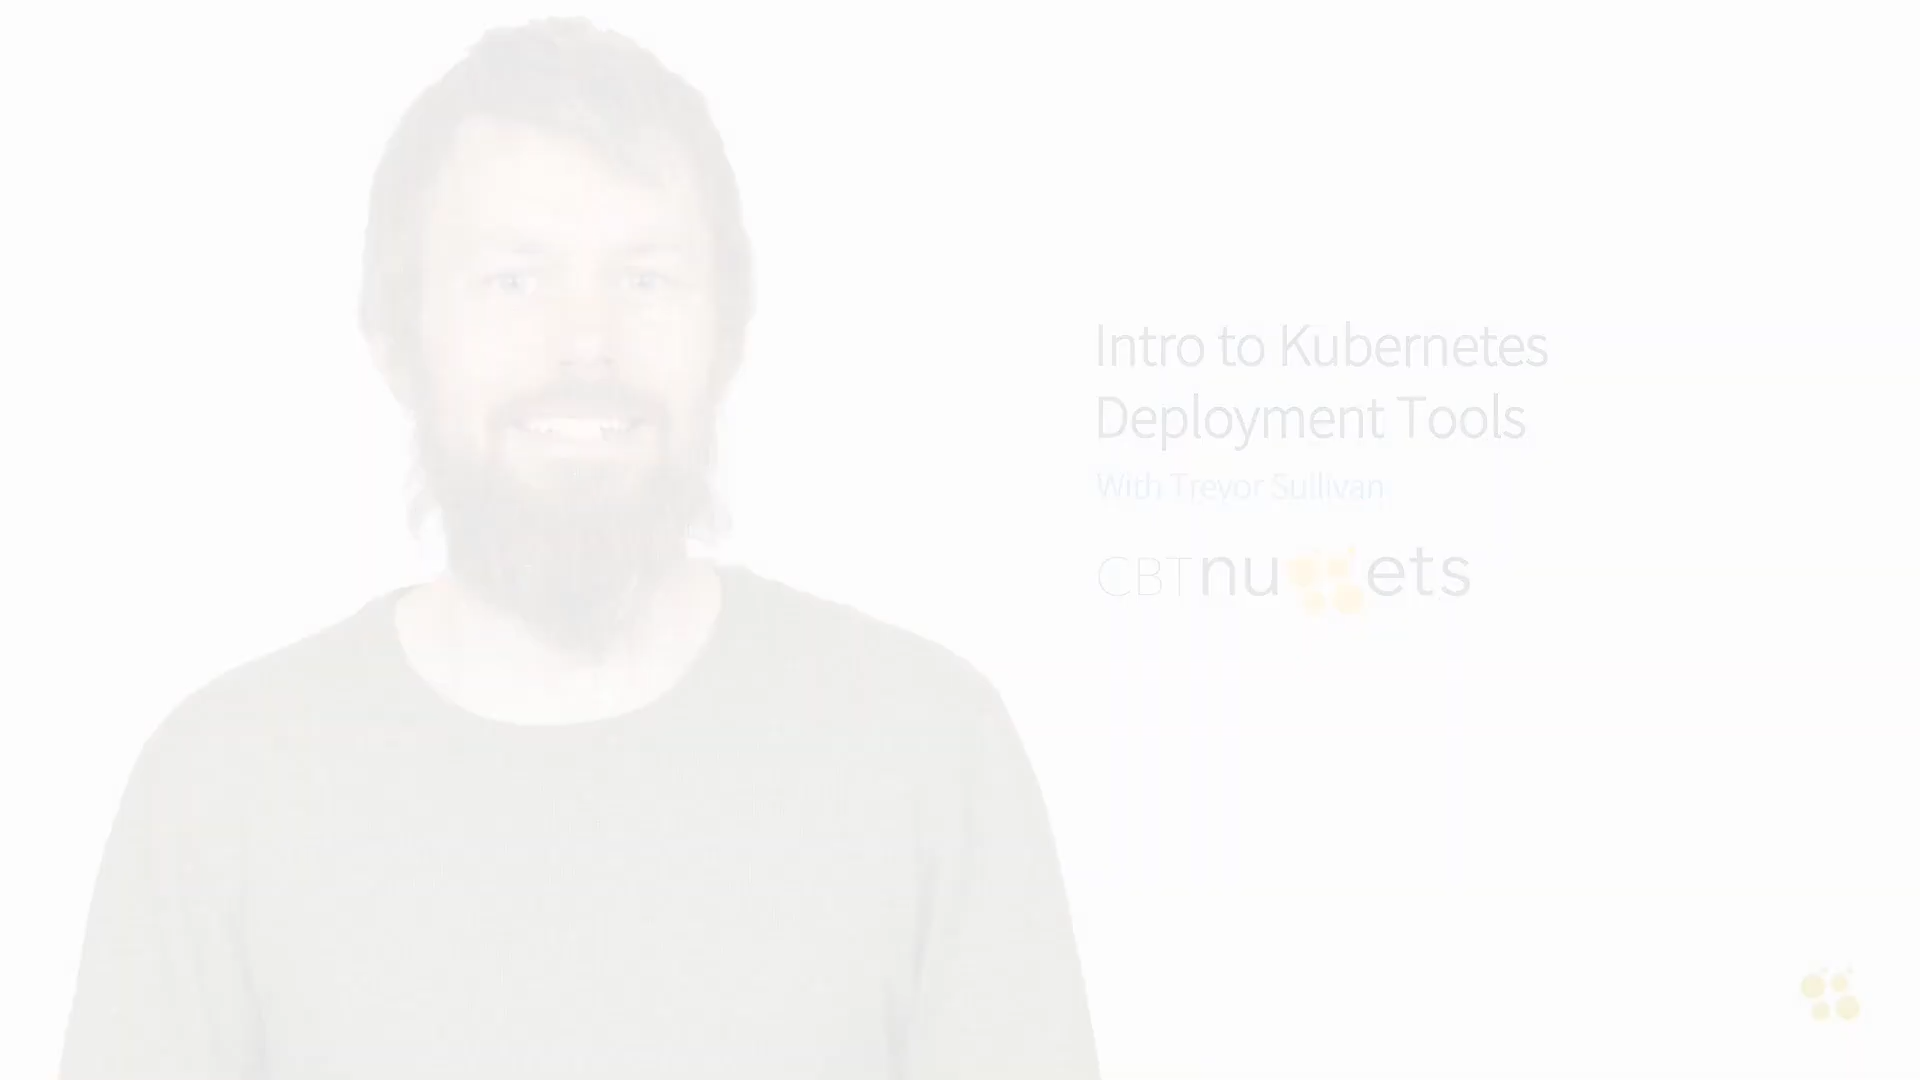 Intro to Kubernetes
Deployment Tools
With Trevor Sullivan
CBTnuggets